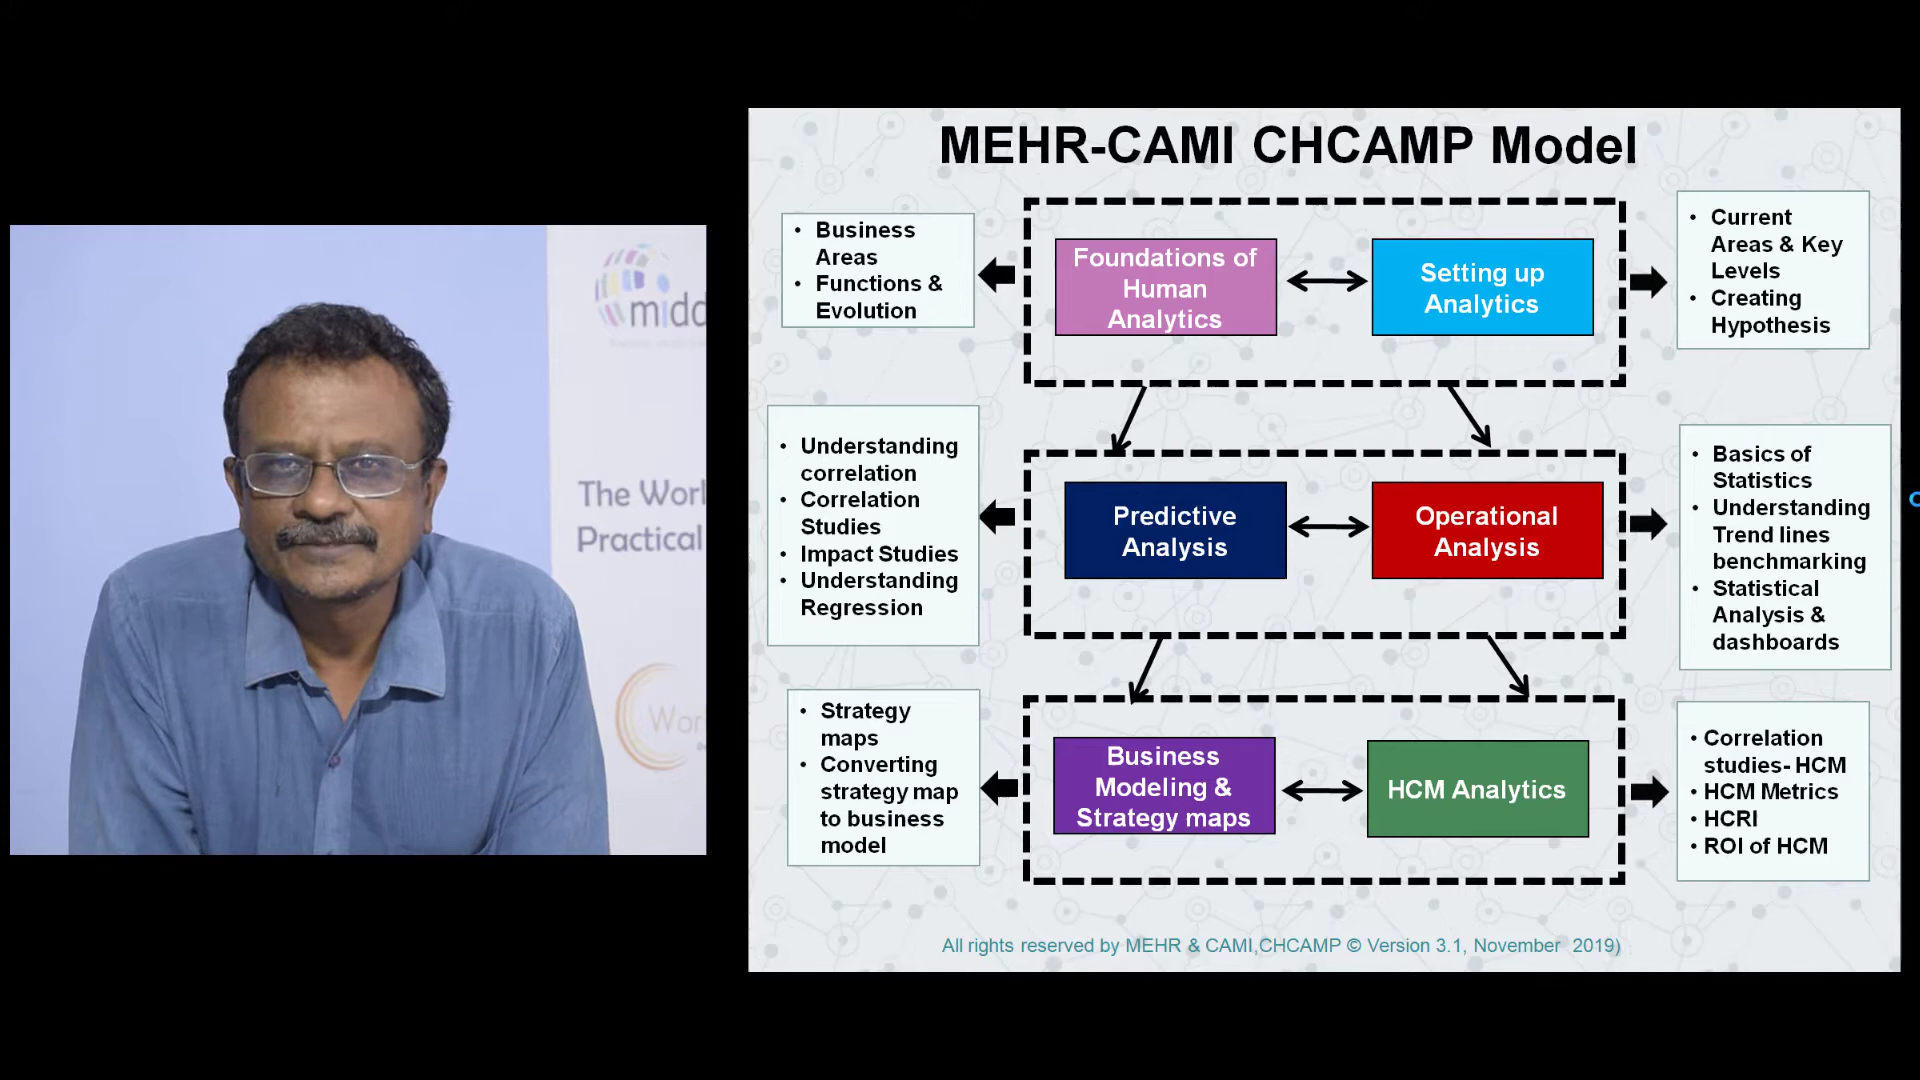 midd
The Worl
Practical
Wor
MEHR-CAMI CHCAMP Model
• Business
Areas
• Functions &
Evolution
Foundations of
Human
Analytics
Setting up
Analytics
• Current
Areas & Key
Levels
• Creating
Hypothesis
• Understanding
correlation
• Correlation
Studies
• Impact Studies
• Understanding
Regression
Predictive
Analysis
Operational
Analysis
• Basics of
Statistics
• Understanding
Trend lines
benchmarking
• Statistical
Analysis &
dashboards
• Strategy
maps
• Converting
strategy map
to business
model
Business
Modeling &
Strategy maps
HCM Analytics
• Correlation
studies- HCM
• HCM Metrics
• HCRI
• ROI of HCM
All rights reserved by MEHR & CAMI,CHCAMP © Version 3.1, November 2019)